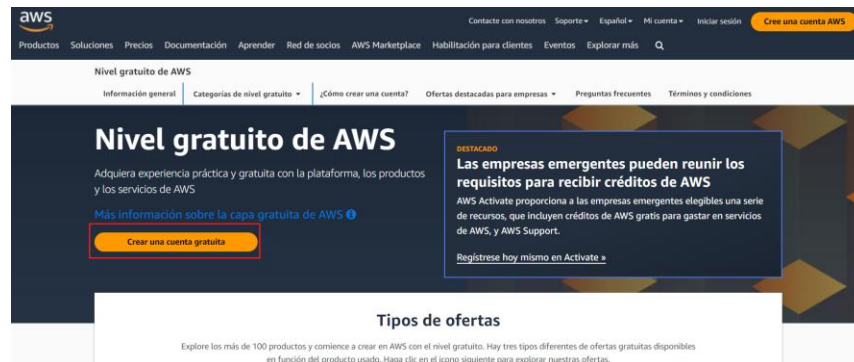 aws
Contacte con nosotros Soporte Español Mi cuenta Iniciar sesión Cree una cuenta AWS
Productos Soluciones Precios Documentación Aprender Red de socios AWS Marketplace Habilitación para clientes Eventos Explorar más
Nivel gratuito de AWS
Información general Categorías de nivel gratuito ¿Cómo crear una cuenta? Ofertas destacadas para empresas Preguntas frecuentes Términos y condiciones
Nivel gratuito de AWS
Adquiera experiencia práctica y gratuita con la plataforma, los productos
y los servicios de AWS
Más información sobre la capa gratuita de AWS
Crear una cuenta gratuita
DESTACADO
Las empresas emergentes pueden reunir los
requisitos para recibir créditos de AWS
AWS Activate proporciona a las empresas emergentes elegibles una serie
de recursos, que incluyen créditos de AWS gratis para gastar en servicios
de AWS, y AWS Support.
Regístrese hoy mismo en Activate »
Tipos de ofertas
Explore los más de 100 productos y comience a crear en AWS con el nivel gratuito. Hay tres tipos diferentes de ofertas gratuitas disponibles
en función del producto usado. Haga clic en el icono siguiente para explorar nuestras ofertas.